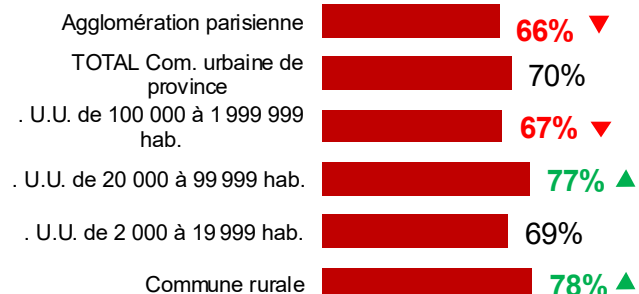 Agglomération parisienne
66% ▼
TOTAL Com. urbaine de
province
70%
. U.U. de 100 000 à 1 999 999
hab.
67% ▼
. U.U. de 20 000 à 99 999 hab.
77% ▲
. U.U. de 2 000 à 19 999 hab.
69%
Commune rurale
78% ▲